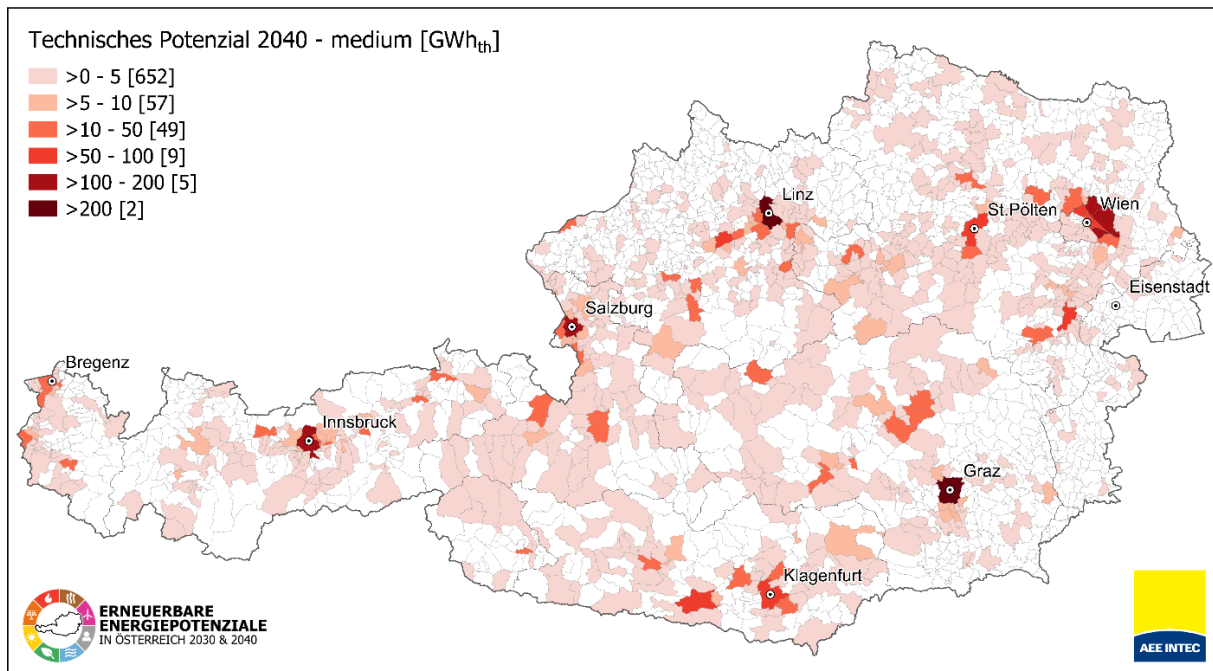 Technisches Potenzial 2040 - medium [GWhth]
>0 - 5 [652]
>5 - 10 [57]
>10 - 50 [49]
>50 - 100 [9]
>100 - 200 [5]
>200 [2]
Linz
St.Pölten
Wien
Eisenstadt
Salzburg
Bregenz
Innsbruck
Graz
Klagenfurt
ERNEUERBARE
ENERGIEPOTENZIALE
IN ÖSTERREICH 2030 & 2040
AEE INTEC